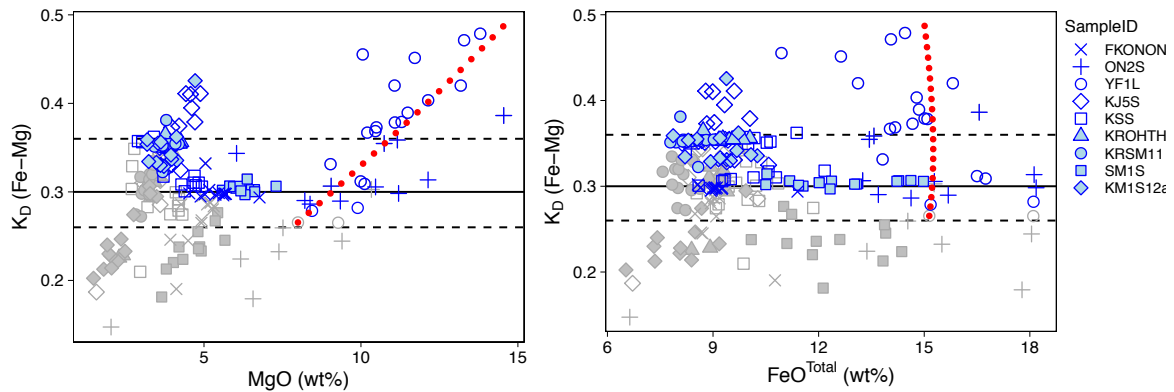 0.5
0.4
0.3
0.2
K_D (Fe−Mg)
5
10
15
MgO (wt%)
0.5
0.4
0.3
0.2
K_D (Fe−Mg)
6
9
12
15
18
FeO^Total (wt%)
SampleID
FKONON
ON2S
YF1L
KJ5S
KSS
KROHTH
KRSM11
SM1S